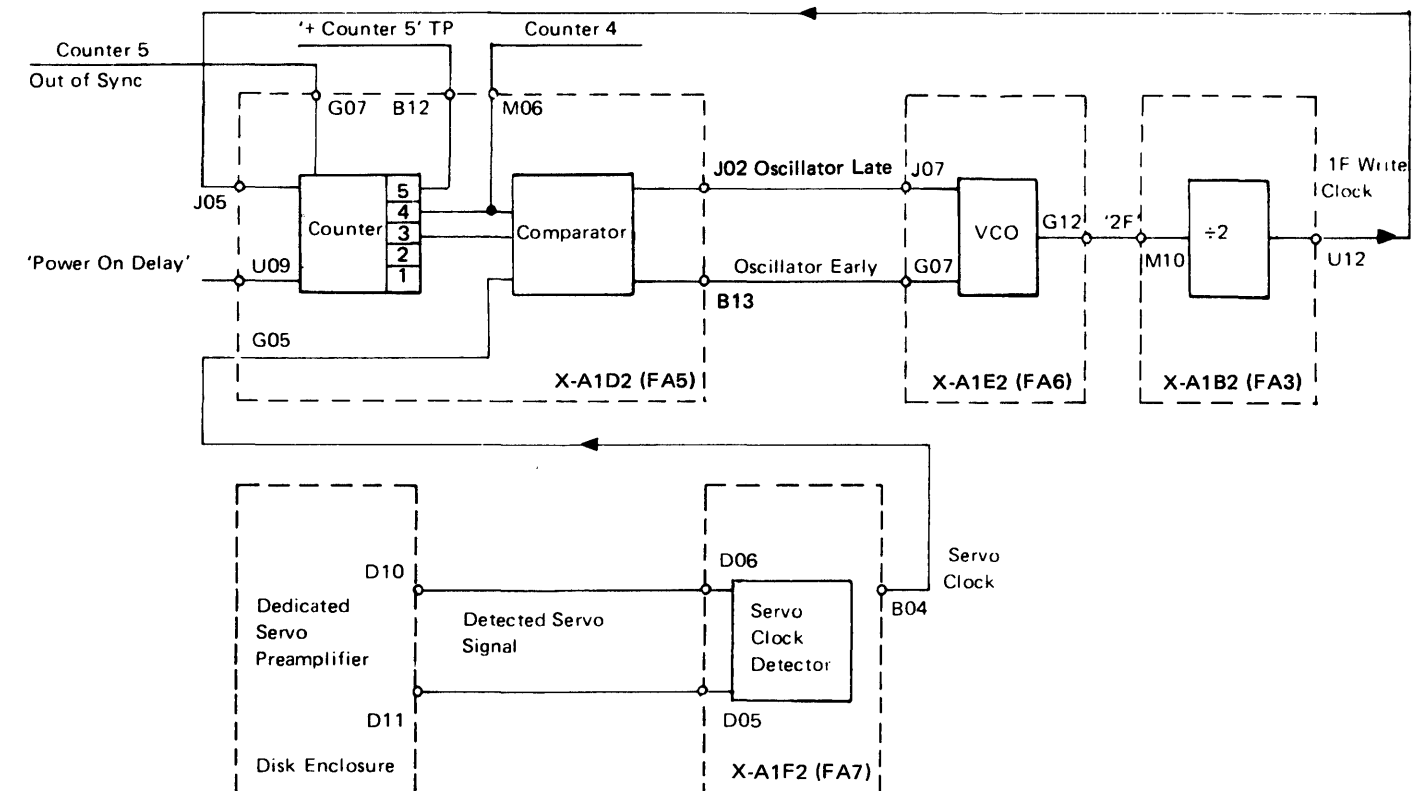 '+ Counter 5' TP
Counter 4
Counter 5
Out of Sync
G07
B12
M06
J02 Oscillator Late
J07
1F Write
Clock
J05
5
4
3
2
1
Counter
Comparator
VCO
G12
'2F'
÷2
'Power On Delay'
U09
Oscillator Early
G07
M10
U12
B13
G05
X-A1D2 (FA5)
X-A1E2 (FA6)
X-A1B2 (FA3)
D10
D06
Servo
Clock
B04
Dedicated
Servo
Preamplifier
Detected Servo
Signal
Servo
Clock
Detector
D11
D05
Disk Enclosure
X-A1F2 (FA7)